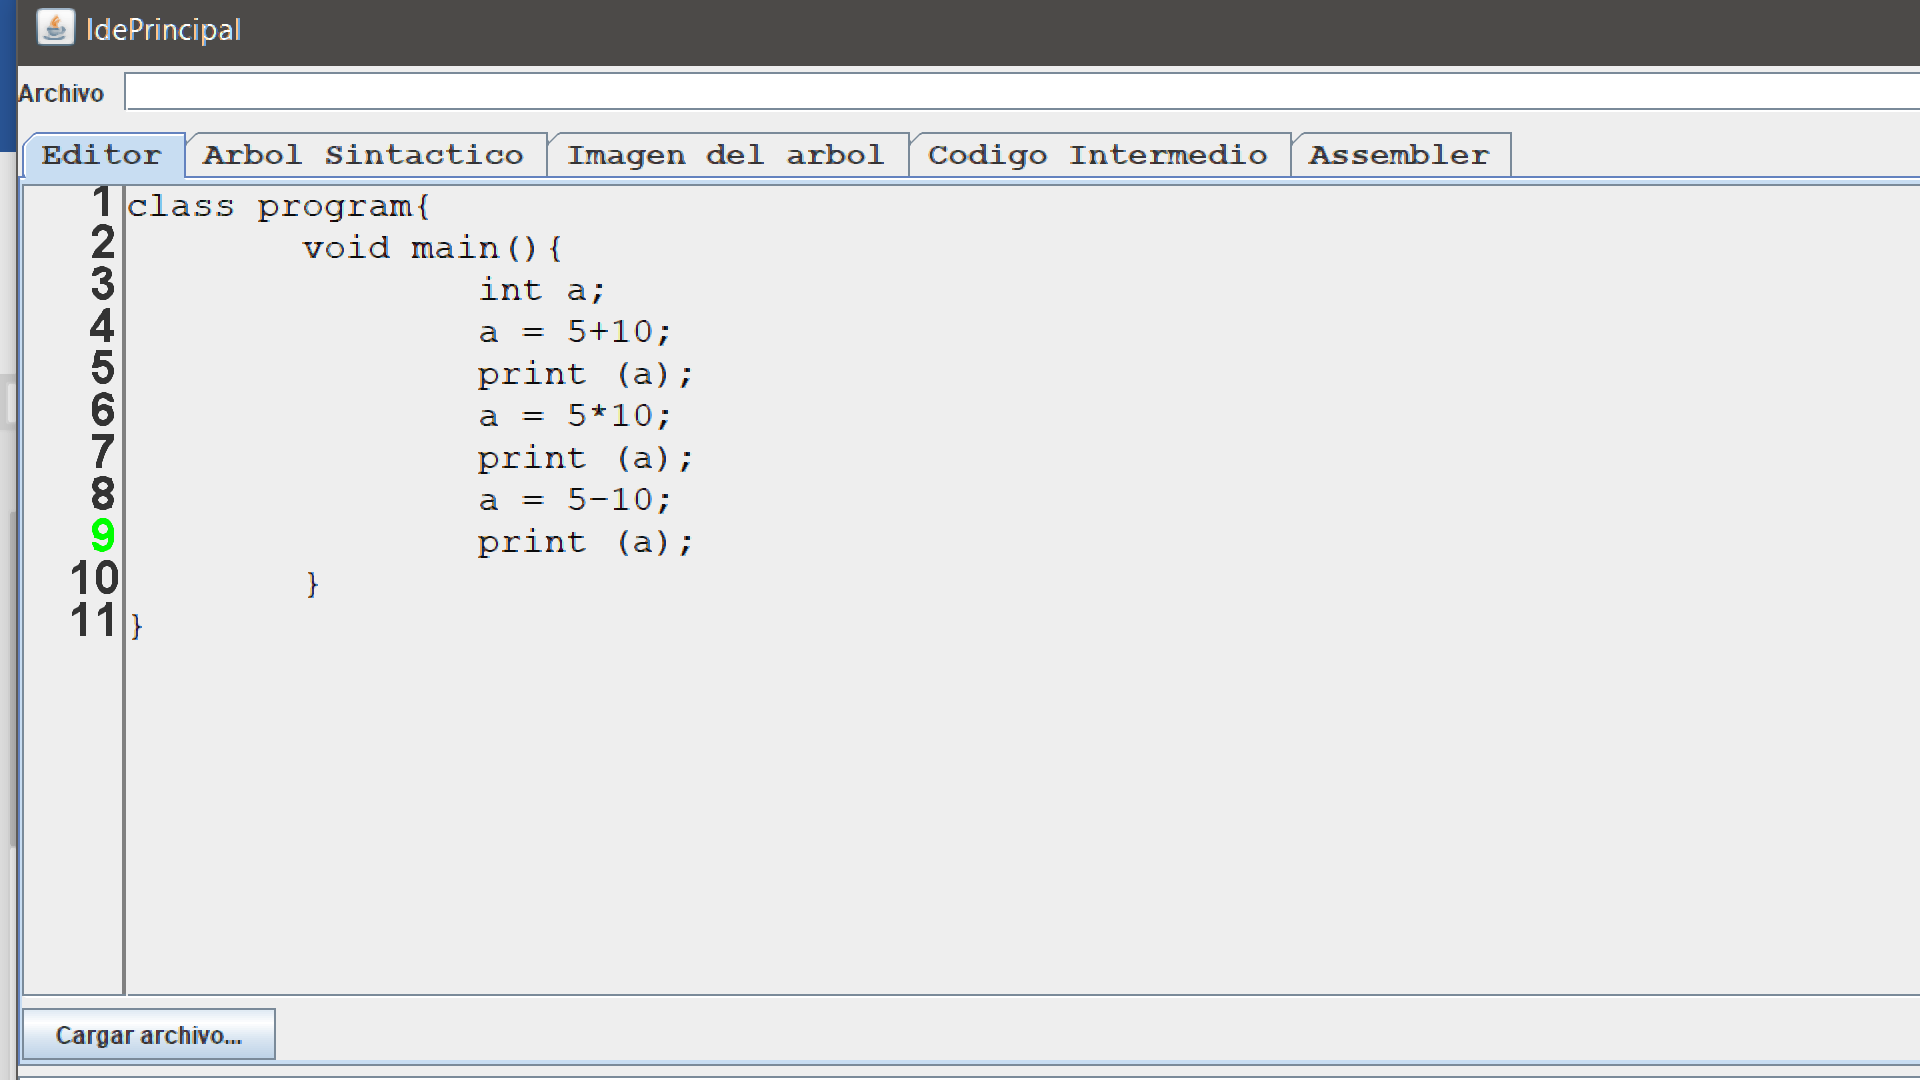 IdePrincipal
Archivo
Editor Arbol Sintactico Imagen del arbol Codigo Intermedio Assembler
1 class program{
2 void main(){
3 int a;
4 a = 5+10;
5 print (a);
6 a = 5*10;
7 print (a);
8 a = 5-10;
9 print (a);
10 }
11 }
Cargar archivo...